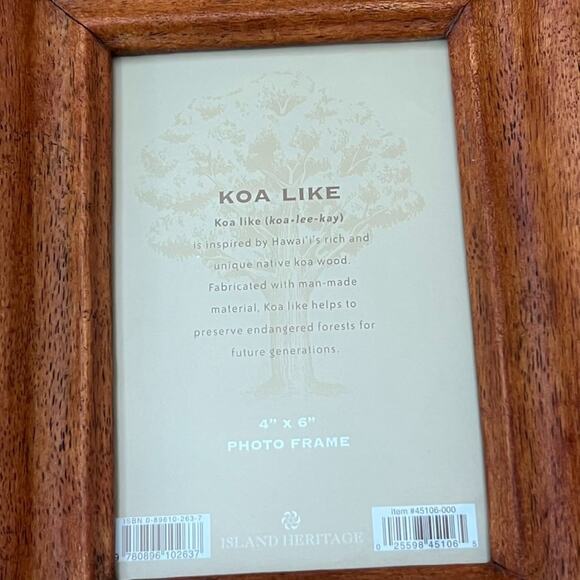 KOA LIKE
Koa like (koa-lee-kay)
is inspired by Hawai'i's rich and
unique native koa wood.
Fabricated with man-made
material, Koa like helps to
preserve endangered forests for
future generations.
4" X 6"
PHOTO FRAME
ISBN 0-89610-263-7
9 780896 102637
ISLAND HERITAGE
Item #45106-000
0 25598 45106 8